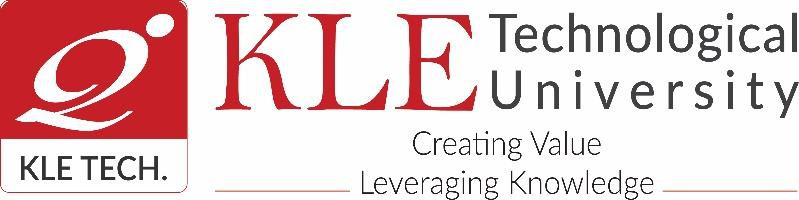 KLE TECH.
KLE Technological
University
Creating Value
Leveraging Knowledge